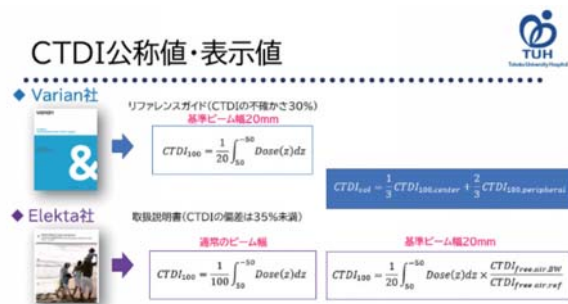 CTDI公称値・表示値
TUH
Tohoku University Hospital
◆ Varian社
リファレンスガイド(CTDIの不確かさ30%)
基準ビーム幅20mm
varian
&
CTDI₁₀₀ = 1/20 ∫₅₀⁻⁵⁰ Dose(z)dz
CTDIᵥₒₗ = 1/3 CTDI₁₀₀,center + 2/3 CTDI₁₀₀,peripheral
◆ Elekta社
取扱説明書(CTDIの偏差は35%未満)
通常のビーム幅
基準ビーム幅20mm
CTDI₁₀₀ = 1/100 ∫₅₀⁻⁵⁰ Dose(z)dz
CTDI₁₀₀ = 1/20 ∫₅₀⁻⁵⁰ Dose(z)dz × CTDI free air,BW / CTDI free air,ref